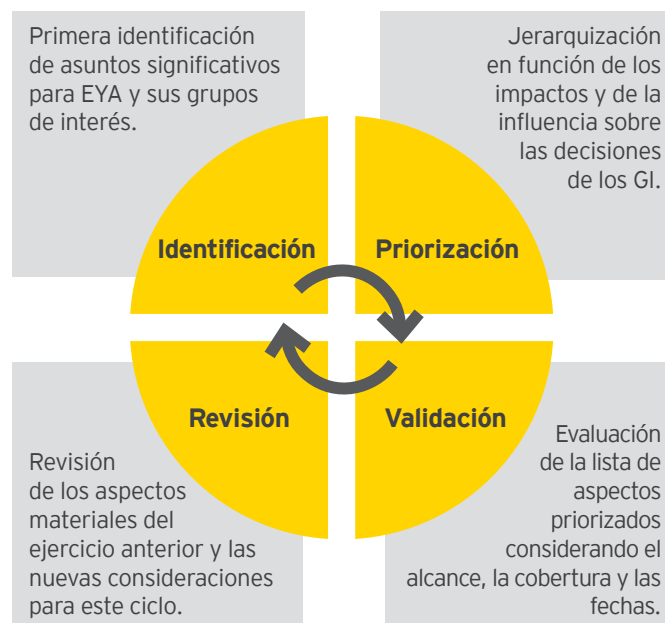 Primera identificación
de asuntos significativos
para EYA y sus grupos
de interés.
Jerarquización
en función de los
impactos y de la
influencia sobre
las decisiones
de los GI.
Identificación
Priorización
Revisión
Validación
Revisión
de los aspectos
materiales del
ejercicio anterior y las
nuevas consideraciones
para este ciclo.
Evaluación
de la lista de
aspectos
priorizados
considerando el
alcance, la cobertura y las
fechas.